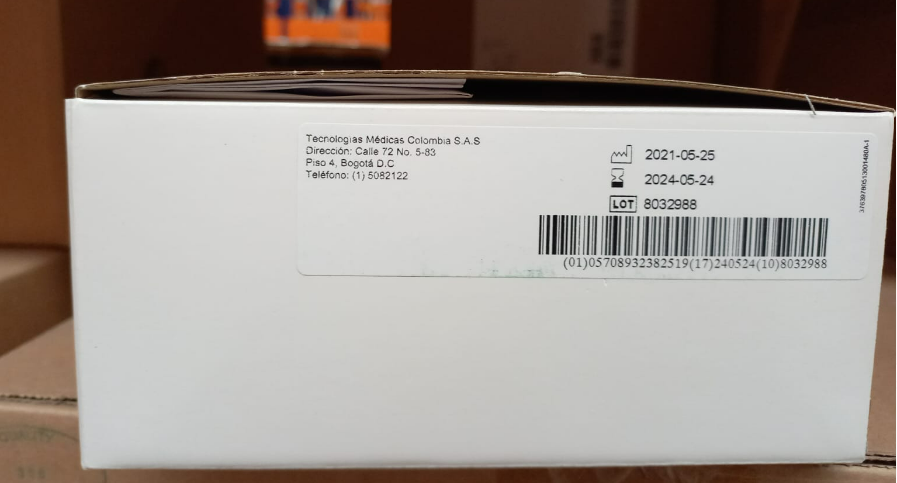 Tecnologías Médicas Colombia S.A.S
Dirección: Calle 72 No. 5-83
Piso 4, Bogotá D.C
Teléfono: (1) 5082122
2021-05-25
2024-05-24
LOT 8032988
(01)05708932382519(17)240524(10)8032988